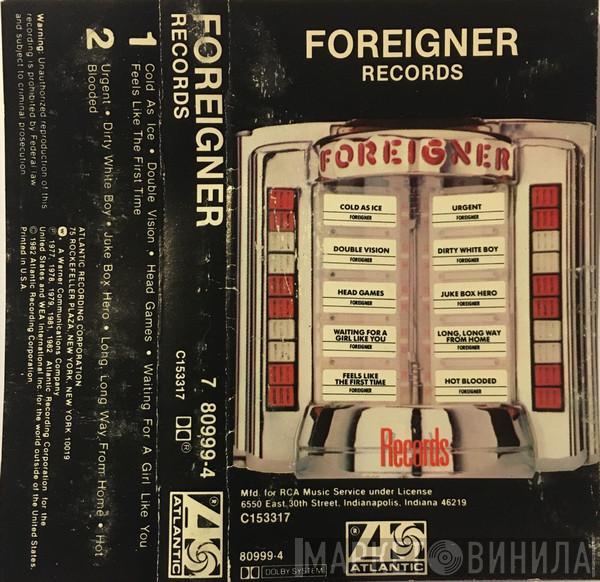 FOREIGNER
RECORDS
FOREIGNER
COLD AS ICE
FOREIGNER
URGENT
FOREIGNER
DOUBLE VISION
FOREIGNER
DIRTY WHITE BOY
FOREIGNER
HEAD GAMES
FOREIGNER
JUKE BOX HERO
FOREIGNER
WAITING FOR A
GIRL LIKE YOU
FOREIGNER
LONG, LONG WAY
FROM HOME
FOREIGNER
FEELS LIKE
THE FIRST TIME
FOREIGNER
HOT BLOODED
FOREIGNER
Records
Mfd. for RCA Music Service under License
6550 East 30th Street, Indianapolis, Indiana 46219
C153317
80999-4
DOLBY SYSTEM
ATLANTIC
FOREIGNER
RECORDS
7 80999-4
C153317
ATLANTIC
1 Cold As Ice • Double Vision • Head Games • Waiting For A Girl Like You
Feels Like The First Time
2 Urgent • Dirty White Boy • Juke Box Hero • Long, Long Way From Home • Hot
Blooded
ATLANTIC RECORDING CORPORATION
75 ROCKEFELLER PLAZA, NEW YORK, NEW YORK 10019
A Warner Communications Company
℗ 1977, 1978, 1979, 1981, 1982 Atlantic Recording Corporation for the
United States and WEA International Inc. for the world outside of the United States.
© 1982 Atlantic Recording Corporation
Printed in U.S.A.
Warning: Unauthorized reproduction of this
recording is prohibited by Federal law
and subject to criminal prosecution.
МАРКЕТ ВИНИЛА